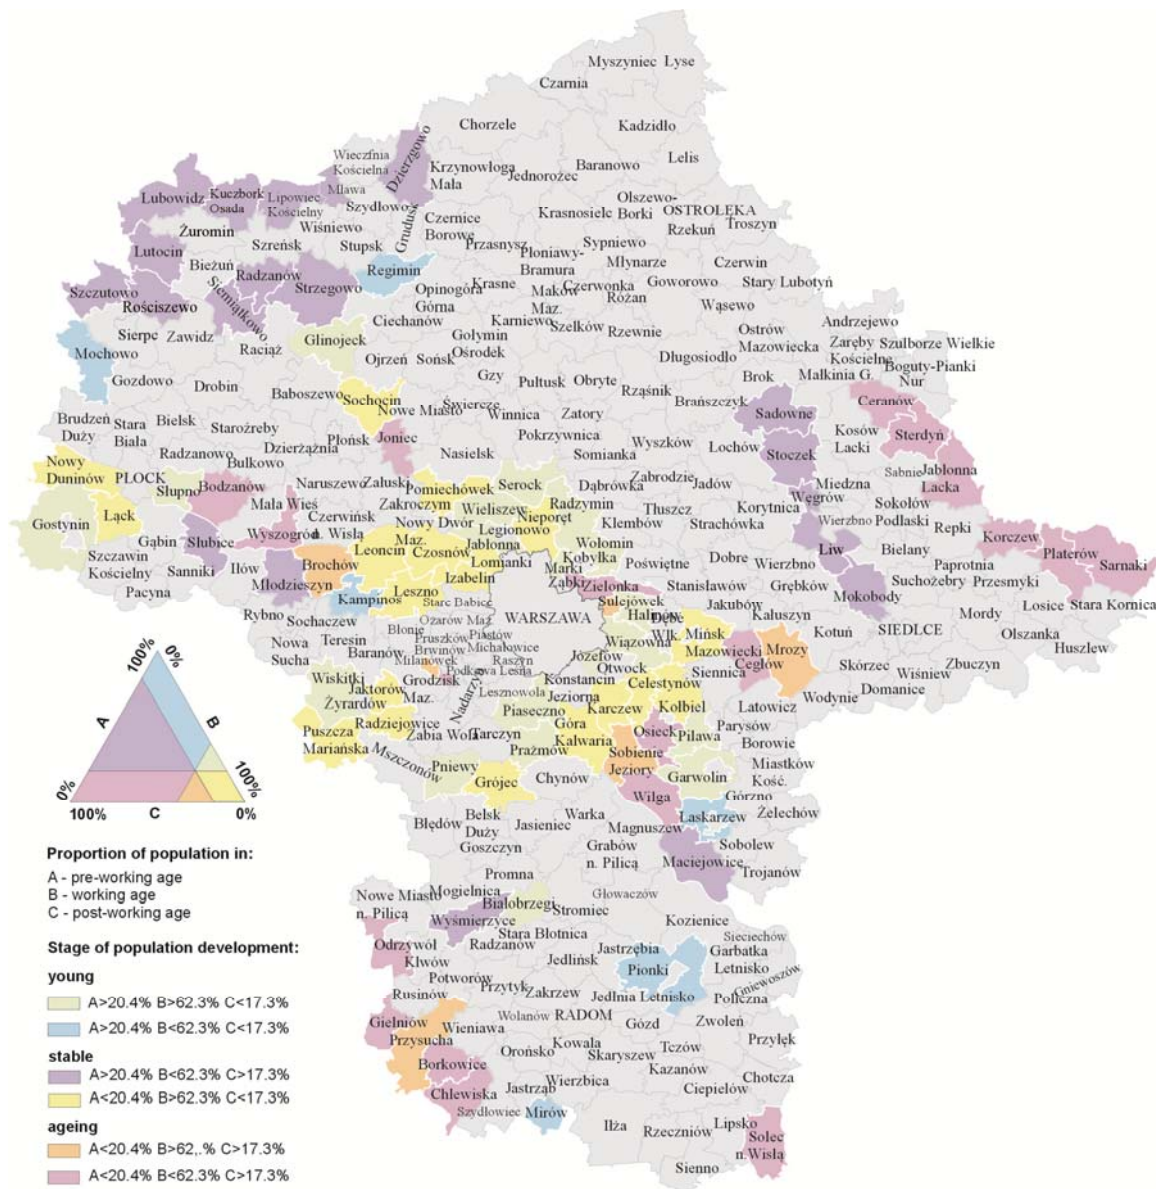 Myszyniec Lyse
Czarnia
Chorzele
Kadzidło
Wieczfnia
Kościelna
Dzierzgowo
Krzynowłoga
Mała
Jednorożec
Baranowo
Lelis
Lubowidz
Kuczbork
Osada
Lipowiec
Kościelny
Mława
Szydłowo
Grudusk
Czernice
Borowe
Krasnosielc
Olszewo-
Borki
OSTROŁĘKA
Rzekuń
Troszyn
Żuromin
Wiśniewo
Lutocin
Szreńsk
Stupsk
Przasnysz
Płoniawy-
Bramura
Sypniewo
Młynarze
Czerwin
Bieżuń
Radzanów
Regimin
Szczutowo
Rościszewo
Siemiątkowo
Strzegowo
Opinogóra
Górna
Krasne
Maków
Maz.
Czerwonka
Różan
Goworowo
Stary Lubotyń
Wąsewo
Sierpc
Zawidz
Raciąż
Glinojeck
Ciechanów
Gołymin
Ośrodek
Karniewo
Szelków
Rzewnie
Ostrów
Mazowiecka
Andrzejewo
Zaręby
Kościelne
Szulborze Wielkie
Mochowo
Gozdowo
Drobin
Ojrzeń
Sońsk
Gzy
Pułtusk
Obryte
Długosiodło
Brok
Małkinia G.
Boguty-Pianki
Nur
Baboszewo
Sochocin
Nowe Miasto
Świercze
Winnica
Zatory
Rząśnik
Brańszczyk
Sadowne
Ceranów
Brudzeń
Duży
Stara
Biała
Bielsk
Staroźreby
Dzierzążnia
Płońsk
Joniec
Nasielsk
Pokrzywnica
Somianka
Wyszków
Łochów
Stoczek
Kosów
Lacki
Sterdyń
Radzanowo
Bulkowo
Nowy
Duninów
PŁOCK
Słupno
Bodzanów
Mała Wieś
Naruszewo
Załuski
Pomiechówek
Zakroczym
Serock
Dąbrówka
Zabrodzie
Jadów
Miedzna
Sabnie
Jabłonna
Lacka
Gostynin
Łąck
Gąbin
Słubice
Wyszogród
Czerwińsk
n. Wisłą
Nowy Dwór
Maz.
Wieliszew
Legionowo
Nieporęt
Radzymin
Klembów
Tłuszcz
Strachówka
Korytnica
Węgrów
Wierzbno
Sokołów
Podlaski
Repki
Szczawin
Kościelny
Sanniki
Iłów
Młodzieszyn
Brochów
Leoncin
Czosnów
Jabłonna
Łomianki
Wołomin
Kobyłka
Marki
Ząbki
Zielonka
Poświętne
Dobre
Wierzbno
Liw
Bielany
Korczew
Paprotnia
Platerów
Sarnaki
Pacyna
Rybno
Sochaczew
Kampinos
Leszno
Izabelin
Stare Babice
WARSZAWA
Sulejówek
Halinów
Stanisławów
Jakubów
Kałuszyn
Grębków
Mokobody
Suchożebry
Przesmyki
Łosice
Stara Kornica
Nowa
Sucha
Teresin
Baranów
Błonie
Ożarów Maz.
Pruszków
Piastów
Brwinów
Michałowice
Milanówek
Raszyn
Podkowa Leśna
Grodzisk
Maz.
Nadarzyn
Wiązowna
Dębe
Wlk.
Mińsk
Mazowiecki
Cegłów
Mrozy
Kotuń
SIEDLCE
Mordy
Olszanka
Huszlew
Józefów
Otwock
Siennica
Skórzec
Wiśniew
Zbuczyn
Domanice
Wodynie
Wiskitki
Żyrardów
Jaktorów
Radziejowice
Żabia Wola
Lesznowola
Konstancin
Jeziorna
Celestynów
Piaseczno
Karczew
Kołbiel
Latowicz
Parysów
Borowie
Puszcza
Mariańska
Mszczonów
Tarczyn
Prażmów
Góra
Kalwaria
Osieck
Pilawa
Miastków
Kość.
Sobienie
Jeziory
Garwolin
Pniewy
Grójec
Chynów
Wilga
Górzno
Żelechów
Łaskarzew
Błędów
Belsk
Duży
Jasieniec
Warka
Magnuszew
Sobolew
Goszczyn
Grabów
n. Pilicą
Maciejowice
Trojanów
Promna
Nowe Miasto
n. Pilicą
Mogielnica
Białobrzegi
Głowaczów
Wyśmierzyce
Stromiec
Kozienice
Stara Błotnica
Sieciechów
Odrzywół
Klwów
Radzanów
Jastrzębia
Garbatka
Letnisko
Jedlińsk
Pionki
Gniewoszów
Potworów
Przytyk
Zakrzew
Jedlnia Letnisko
Policzna
Rusinów
Gielniów
Przysucha
Wieniawa
Wolanów
RADOM
Gózd
Zwoleń
Przyłęk
Borkowice
Orońsko
Kowala
Skaryszew
Tczów
Kazanów
Chlewiska
Jastrząb
Wierzbica
Ciepielów
Chotcza
Szydłowiec
Mirów
Iłża
Rzeczniów
Lipsko
Solec
n.Wisłą
Sienno
100%
0%
A
B
0%
100%
100%
C
0%
Proportion of population in:
A - pre-working age
B - working age
C - post-working age
Stage of population development:
young
A>20.4% B>62.3% C<17.3%
A>20.4% B<62.3% C<17.3%
stable
A>20.4% B<62.3% C>17.3%
A<20.4% B>62.3% C<17.3%
ageing
A<20.4% B>62,.% C>17.3%
A<20.4% B<62.3% C>17.3%